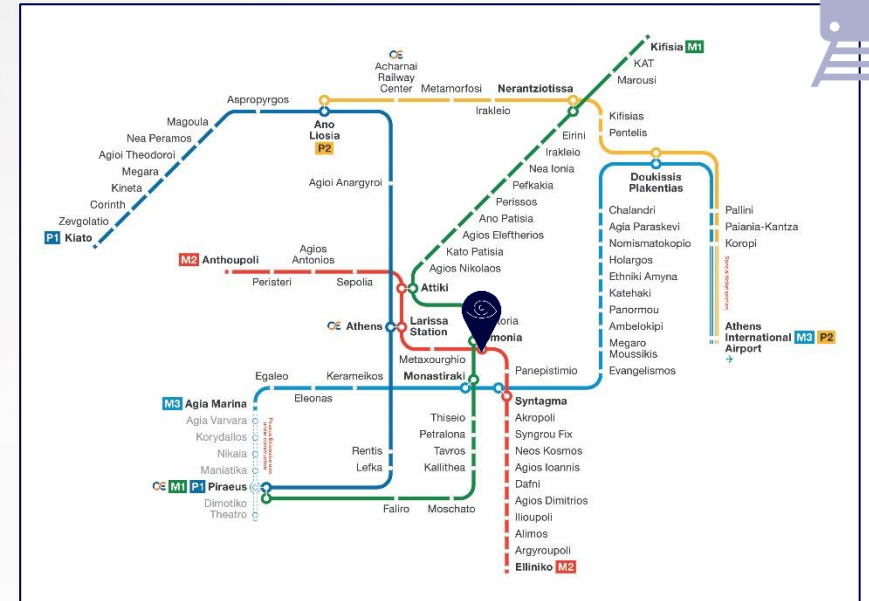 Kifisia M1
KAT
Marousi
OE
Acharnai
Railway
Center
Metamorfosi
Nerantziotissa
Irakleio
Aspropyrgos
Magoula
Nea Peramos
Agioi Theodoroi
Megara
Kineta
Corinth
Zevgolatio
P1 Kiato
Ano
Liosia
P2
Agioi Anargyroi
Kifisias
Pentelis
Eirini
Irakleio
Nea Ionia
Pefkakia
Perissos
Ano Patisia
Agios Eleftherios
Kato Patisia
Agios Nikolaos
Doukissis
Plakentias
Chalandri
Agia Paraskevi
Nomismatokopio
Holargos
Ethniki Amyna
Katehaki
Panormou
Ambelokipi
Megaro
Moussikis
Evangelismos
Pallini
Paiania-Kantza
Koropi
Athens
International M3 P2
Airport
M2 Anthoupoli
Peristeri
Agios
Antonios
Sepolia
Attiki
OE Athens
Larissa
Station
Metaxourghio
toria
monia
Monastiraki
Panepistimio
Egaleo
Eleonas
Kerameikos
M3 Agia Marina
Agia Varvara
Korydallos
Nikaia
Maniatika
OE M1 P1 Piraeus
Dimotiko
Theatro
Rentis
Lefka
Thiseio
Petralona
Tavros
Kallithea
Faliro
Moschato
Syntagma
Akropoli
Syngrou Fix
Neos Kosmos
Agios Ioannis
Dafni
Agios Dimitrios
Ilioupoli
Alimos
Argyroupoli
Elliniko M2